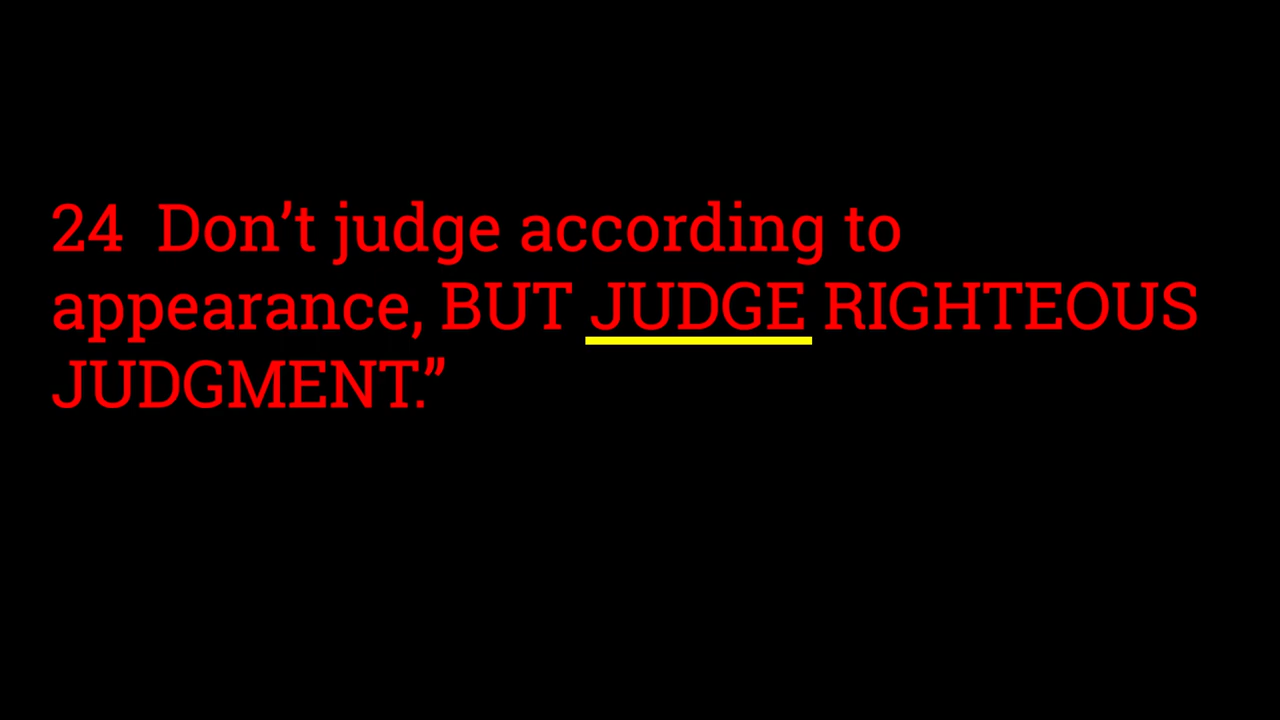 24  Don’t judge according to
appearance, BUT JUDGE RIGHTEOUS
JUDGMENT.”